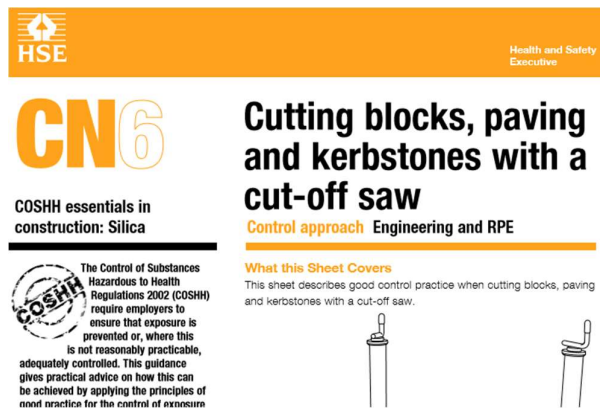 HSE
Health and Safety
Executive
CN6
Cutting blocks, paving
and kerbstones with a
cut-off saw
COSHH essentials in
construction: Silica
Control approach Engineering and RPE
COSHH
The Control of Substances
Hazardous to Health
Regulations 2002 (COSHH)
require employers to
ensure that exposure is
prevented or, where this
is not reasonably practicable,
adequately controlled. This guidance
gives practical advice on how this can
be achieved by applying the principles of
good practice for the control of exposure
What this Sheet Covers
This sheet describes good control practice when cutting blocks, paving
and kerbstones with a cut-off saw.